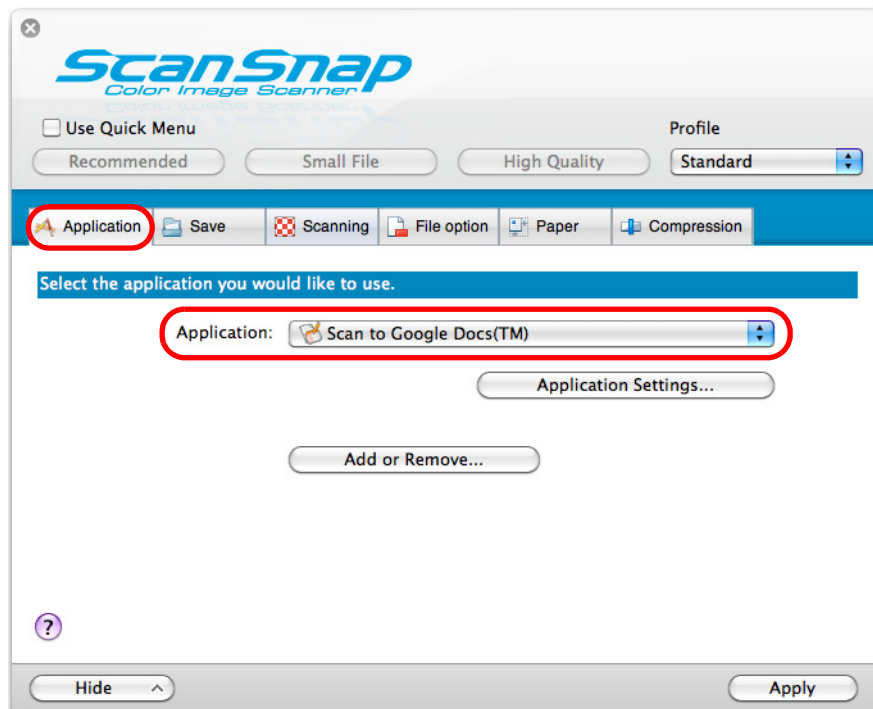 ScanSnap
Color Image Scanner
Use Quick Menu
Profile
Recommended
Small File
High Quality
Standard
Application
Save
Scanning
File option
Paper
Compression
Select the application you would like to use.
Application:
Scan to Google Docs(TM)
Application Settings...
Add or Remove...
?
Hide
Apply